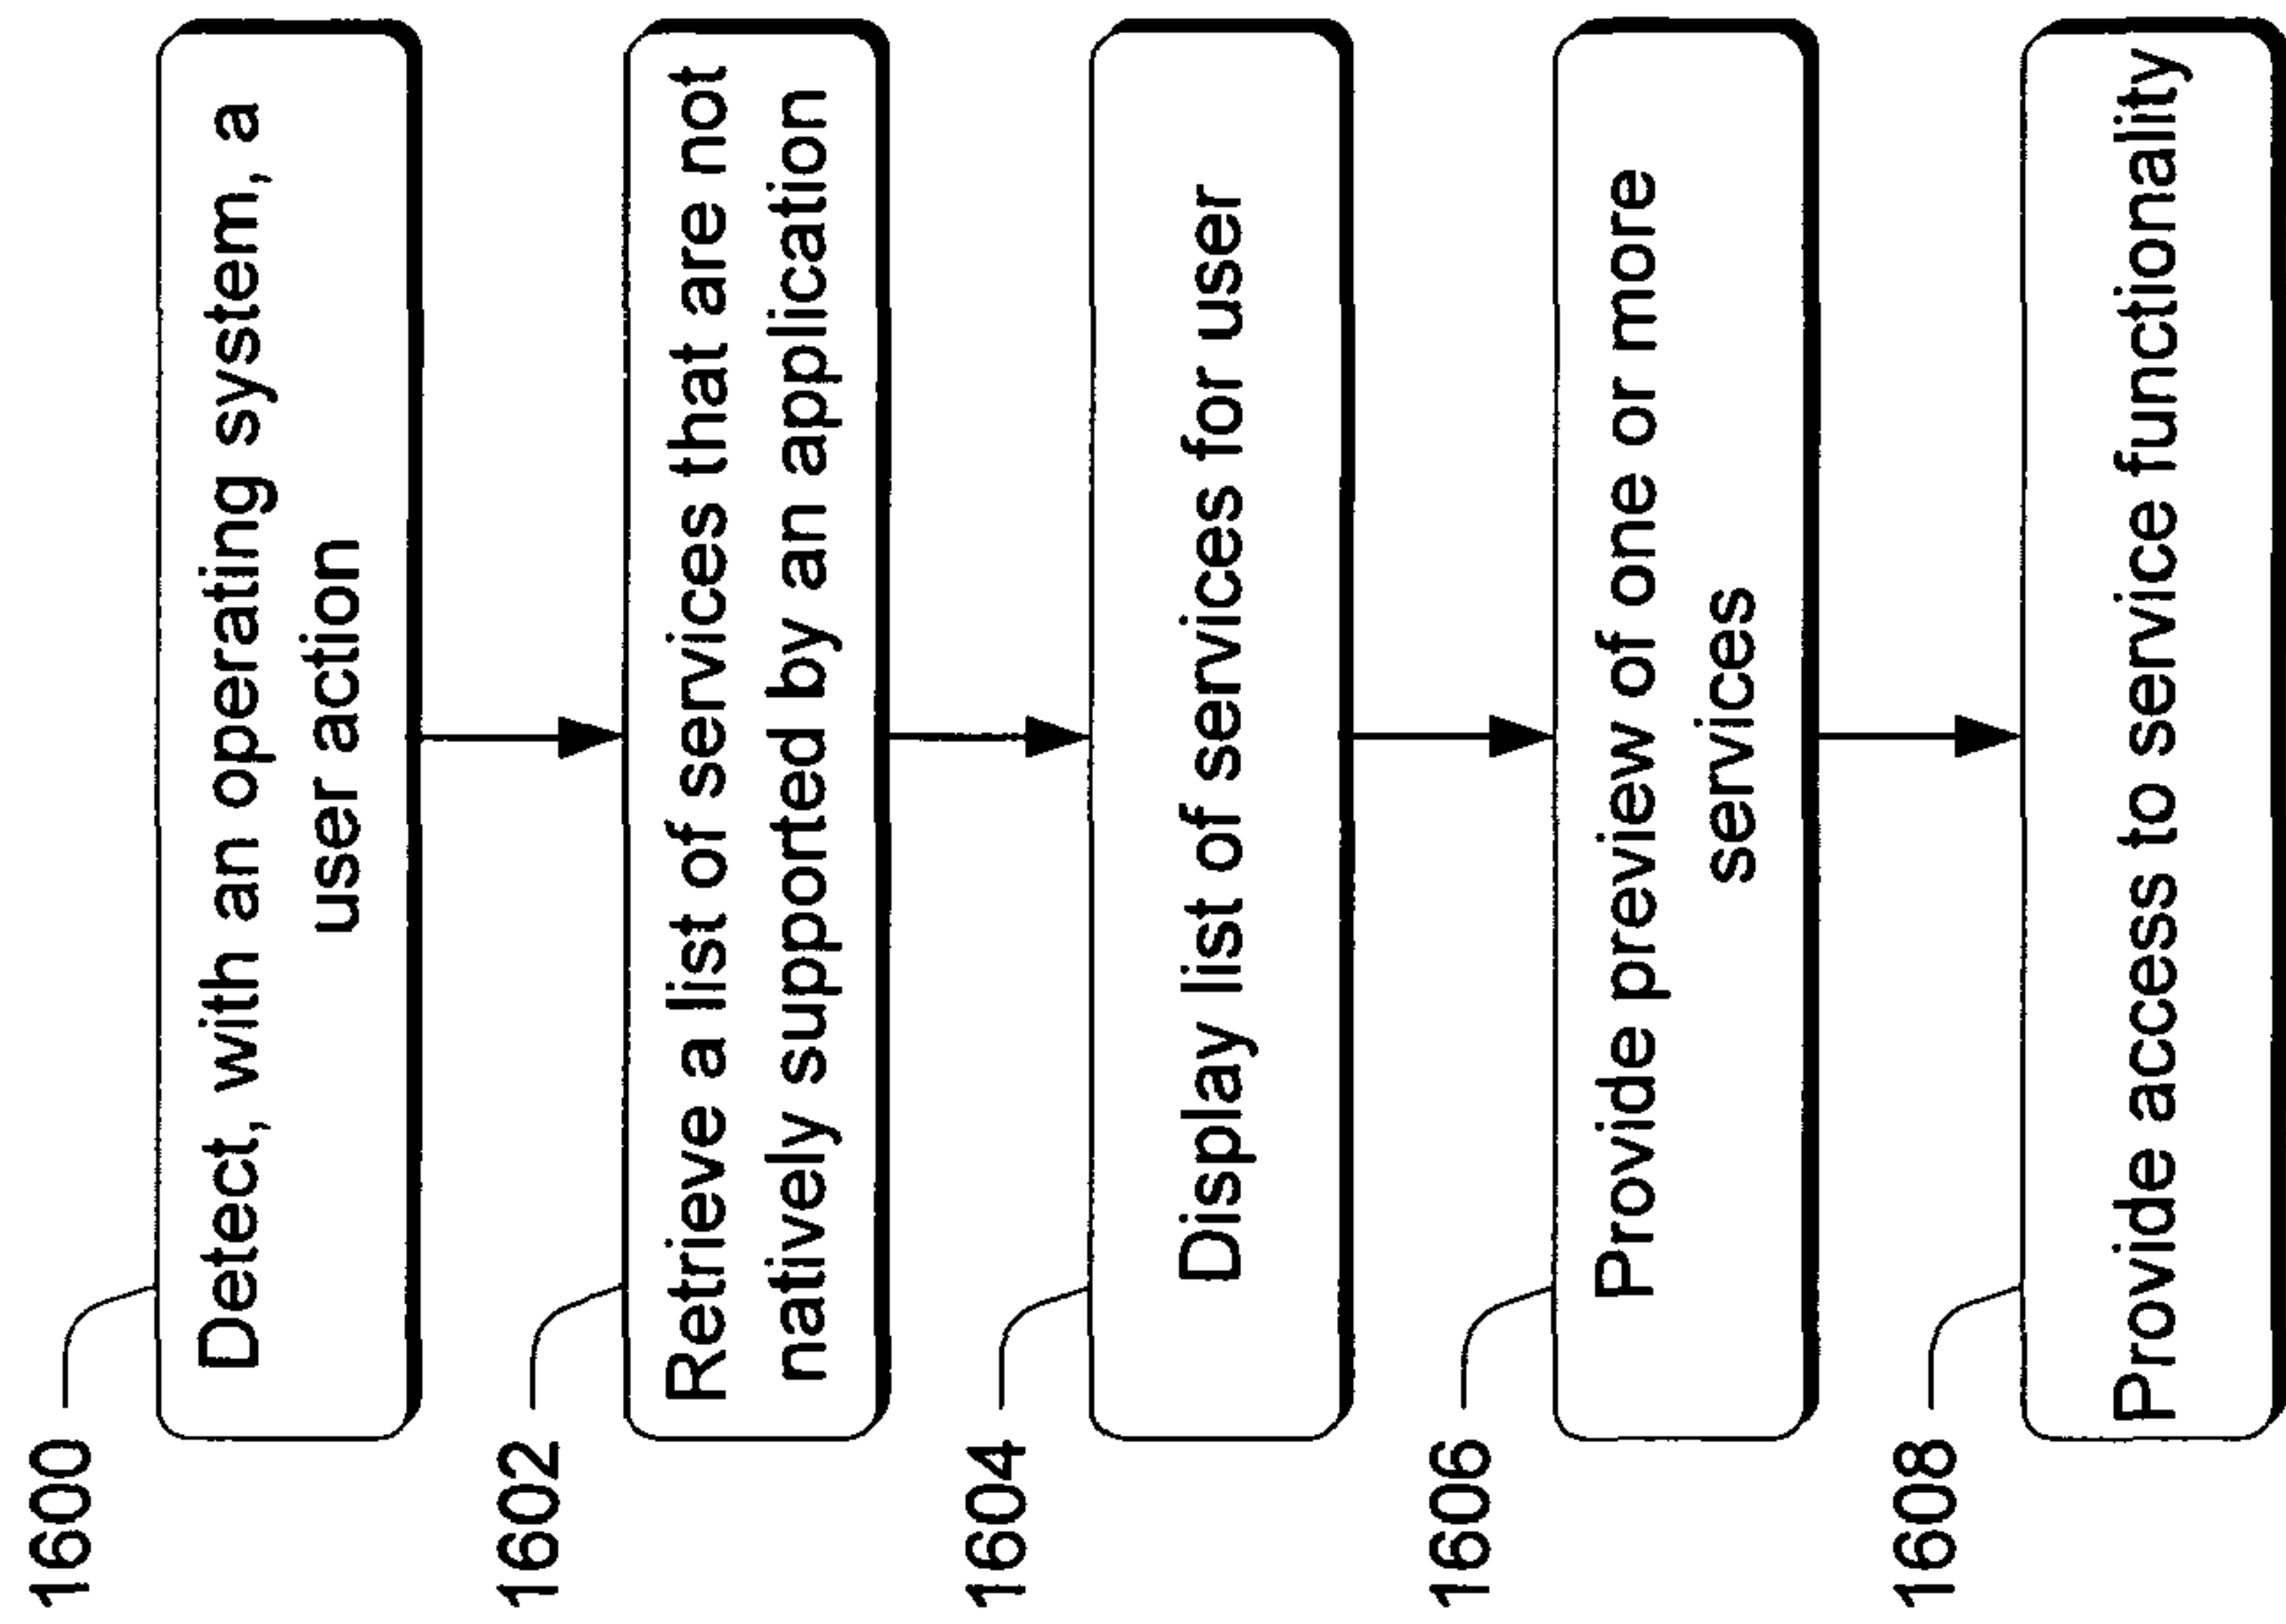 1600
Detect, with an operating system, a
user action
1602
Retrieve a list of services that are not
natively supported by an application
1604
Display list of services for user
1606
Provide preview of one or more
services
1608
Provide access to service functionality